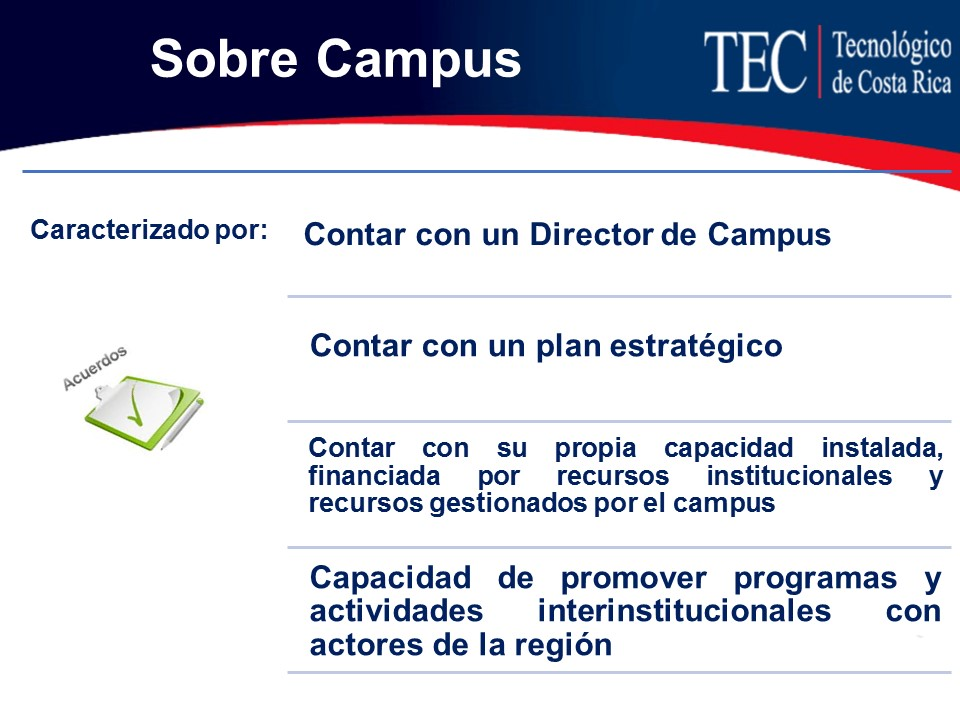 Sobre Campus
TEC
Tecnológico
de Costa Rica
Caracterizado por:
Contar con un Director de Campus
Acuerdos
Contar con un plan estratégico
Contar con su propia capacidad instalada,
financiada por recursos institucionales y
recursos gestionados por el campus
Capacidad de promover programas y
actividades interinstitucionales con
actores de la región